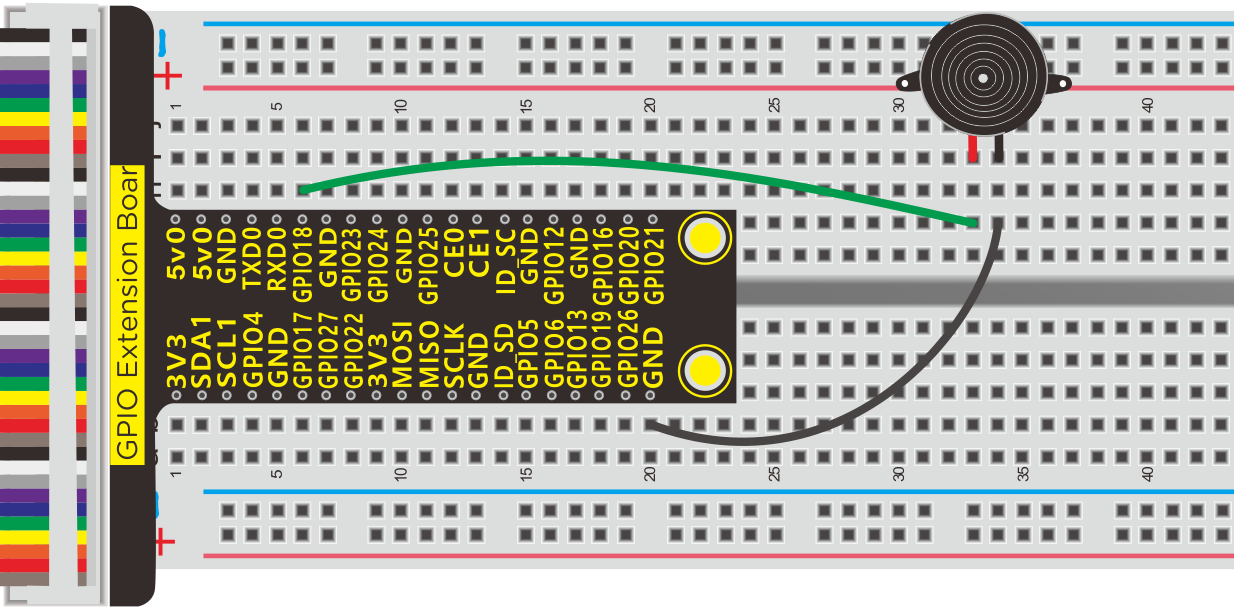 1 5 10 15 20 25 30 40
j
i
h
5v0 5v0 GND TXD0 RXD0 GPIO18 GND GPIO23 GPIO24 GND GPIO25 CE0 CE1 ID_SC GND GPIO12 GND GPIO16 GPIO20 GPIO21
GPIO Extension Boar
3V3 SDA1 SCL1 GPIO4 GND GPIO17 GPIO27 GPIO22 3V3 MOSI MISO SCLK GND ID_SD GPIO5 GPIO6 GPIO13 GPIO19 GPIO26 GND
1 5 10 15 20 25 30 35 40